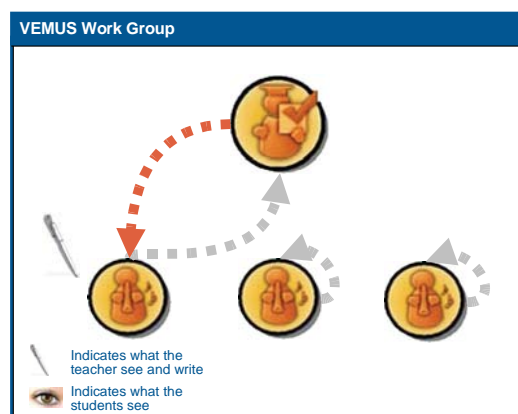 VEMUS Work Group
Indicates what the
teacher see and write
Indicates what the
students see